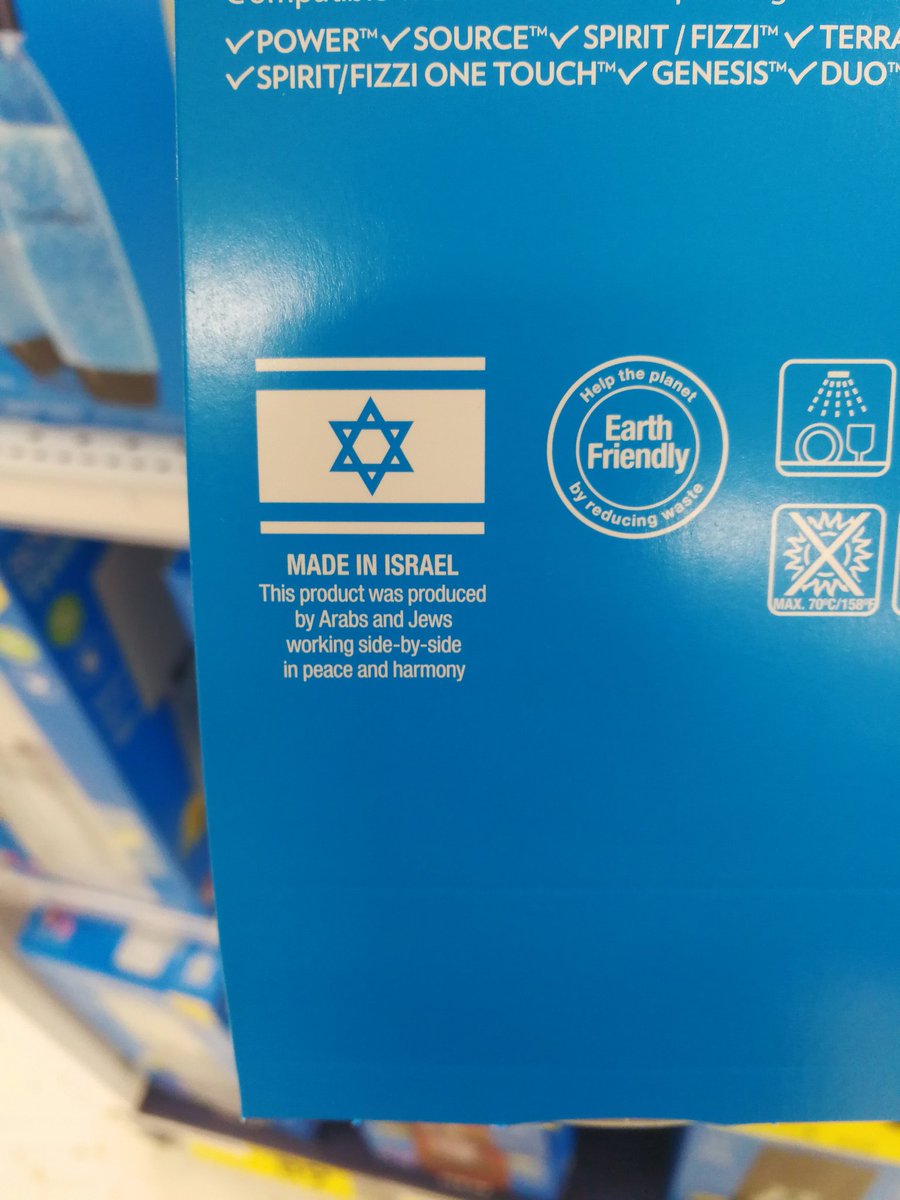 ✓POWER™ ✓SOURCE™ ✓ SPIRIT / FIZZI™ ✓
✓SPIRIT/FIZZI ONE TOUCH™ ✓ GENESIS™ ✓DUO™
MADE IN ISRAEL
This product was produced
by Arabs and Jews
working side-by-side
in peace and harmony
Help the planet
Earth
Friendly
by reducing waste
MAX. 70°C/158°F